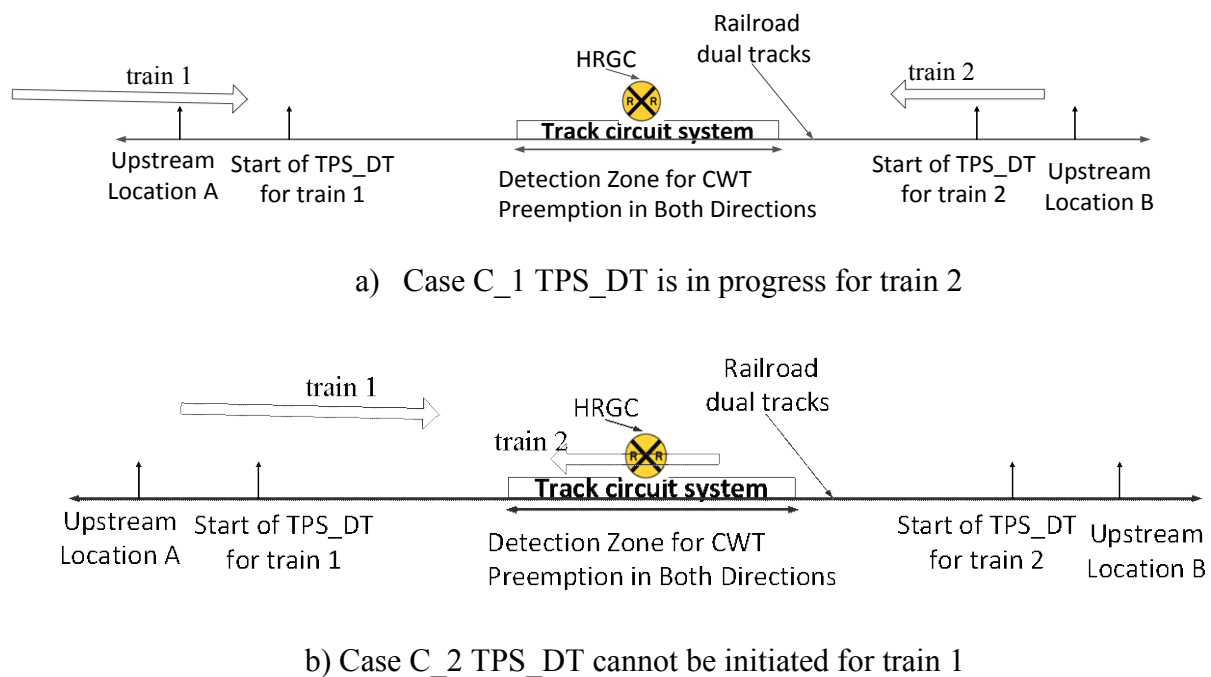 Railroad
dual tracks
HRGC
train 1
train 2
R R
Track circuit system
Upstream
Location A
Start of TPS_DT
for train 1
Detection Zone for CWT
Preemption in Both Directions
Start of TPS_DT
for train 2
Upstream
Location B
a) Case C_1 TPS_DT is in progress for train 2
Railroad
dual tracks
train 1
HRGC
train 2
R R
Track circuit system
Upstream
Location A
Start of TPS_DT
for train 1
Detection Zone for CWT
Preemption in Both Directions
Start of TPS_DT
for train 2
Upstream
Location B
b) Case C_2 TPS_DT cannot be initiated for train 1